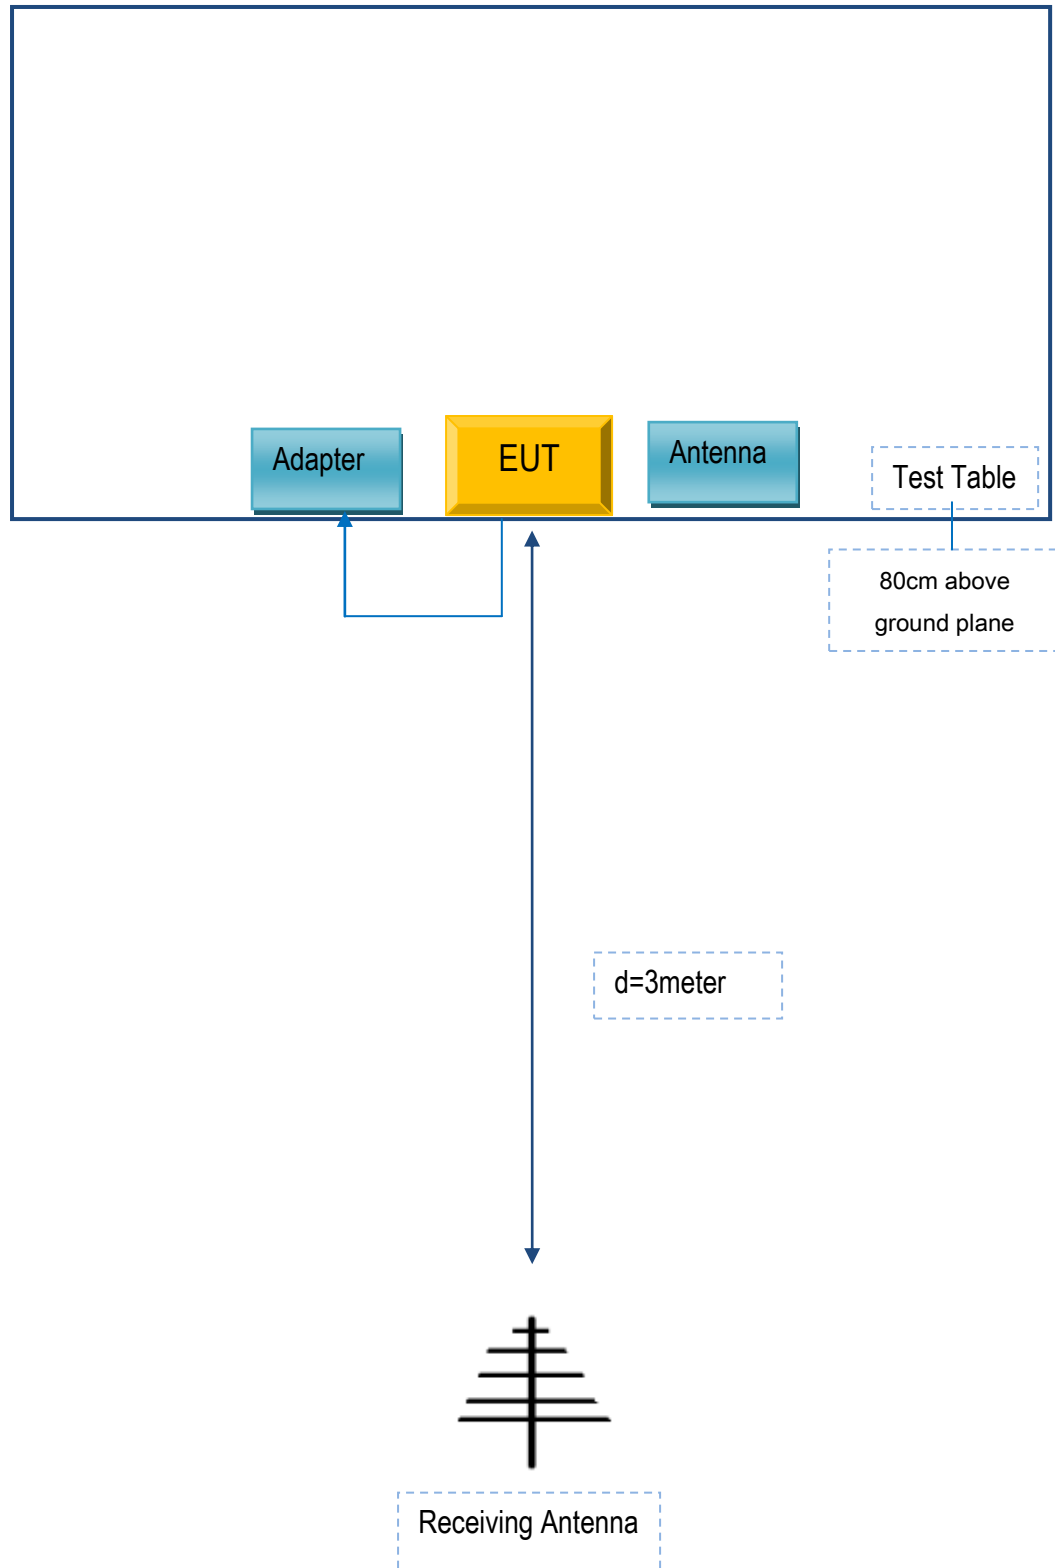 Adapter
EUT
Antenna
Test Table
80cm above
ground plane
d=3meter
Receiving Antenna